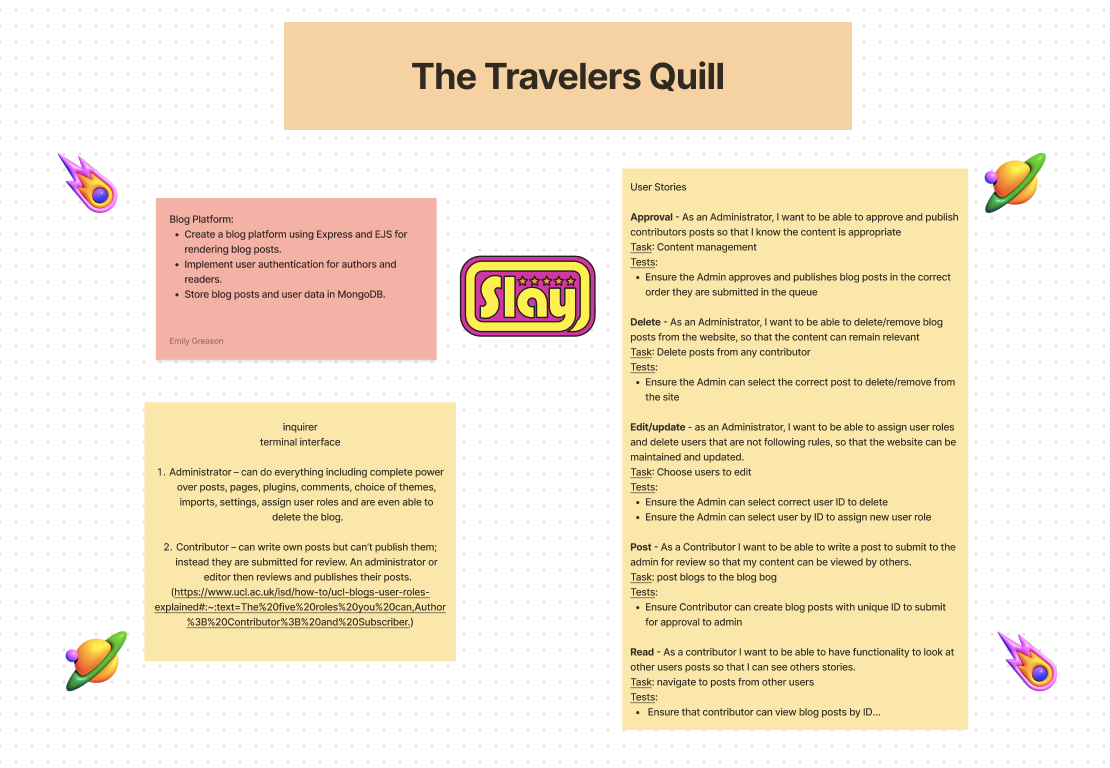 The Travelers Quill
Blog Platform:
• Create a blog platform using Express and EJS for
rendering blog posts.
• Implement user authentication for authors and
readers.
• Store blog posts and user data in MongoDB.
Emily Greason
Slay
inquirer
terminal interface
1. Administrator – can do everything including complete power
over posts, pages, plugins, comments, choice of themes,
imports, settings, assign user roles and are even able to
delete the blog.
2. Contributor – can write own posts but can't publish them;
instead they are submitted for review. An administrator or
editor then reviews and publishes their posts.
(https://www.ucl.ac.uk/isd/how-to/ucl-blogs-user-roles-
explained#:~:text=The%20five%20roles%20you%20can,Author
%3B%20Contributor%3B%20and%20Subscriber.)
User Stories
Approval - As an Administrator, I want to be able to approve and publish
contributors posts so that I know the content is appropriate
Task: Content management
Tests:
• Ensure the Admin approves and publishes blog posts in the correct
order they are submitted in the queue
Delete - As an Administrator, I want to be able to delete/remove blog
posts from the website, so that the content can remain relevant
Task: Delete posts from any contributor
Tests:
• Ensure the Admin can select the correct post to delete/remove from
the site
Edit/update - as an Administrator, I want to be able to assign user roles
and delete users that are not following rules, so that the website can be
maintained and updated.
Task: Choose users to edit
Tests:
• Ensure the Admin can select correct user ID to delete
• Ensure the Admin can select user by ID to assign new user role
Post - As a Contributor I want to be able to write a post to submit to the
admin for review so that my content can be viewed by others.
Task: post blogs to the blog bog
Tests:
• Ensure Contributor can create blog posts with unique ID to submit
for approval to admin
Read - As a contributor I want to be able to have functionality to look at
other users posts so that I can see others stories.
Task: navigate to posts from other users
Tests:
• Ensure that contributor can view blog posts by ID...